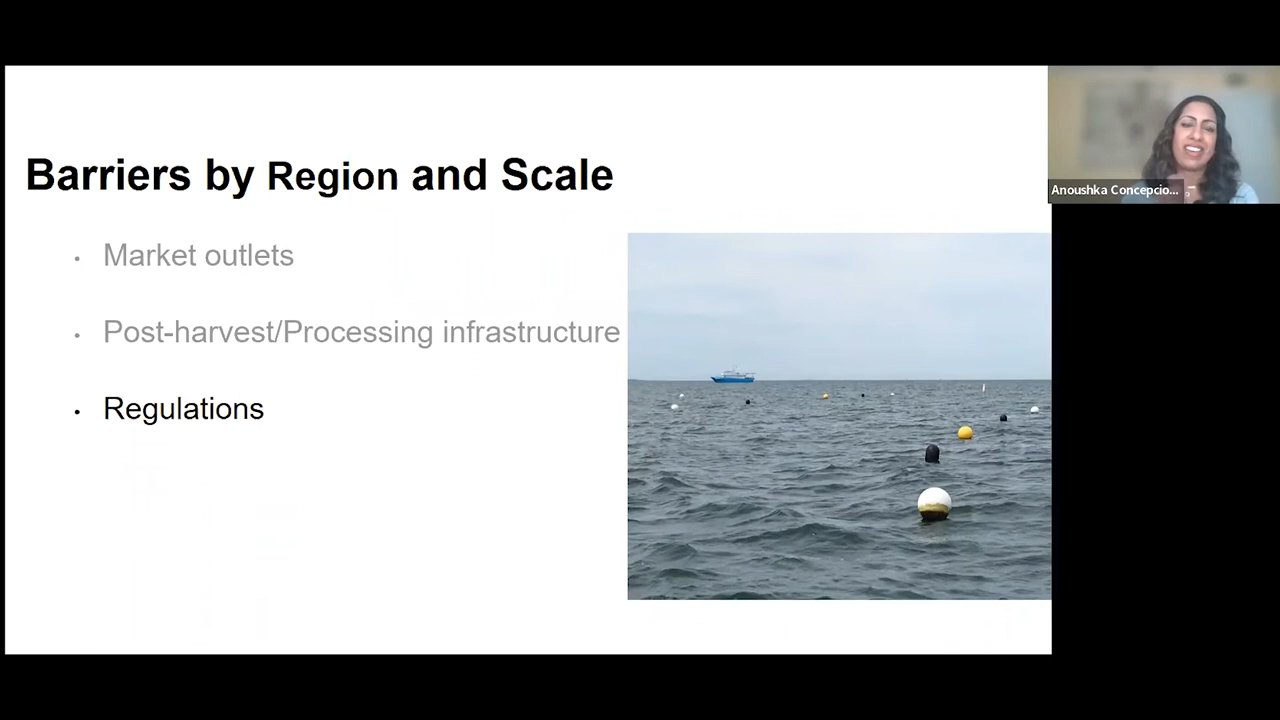 Barriers by Region and Scale
Anoushka Concepcio...
• Market outlets
• Post-harvest/Processing infrastructure
• Regulations